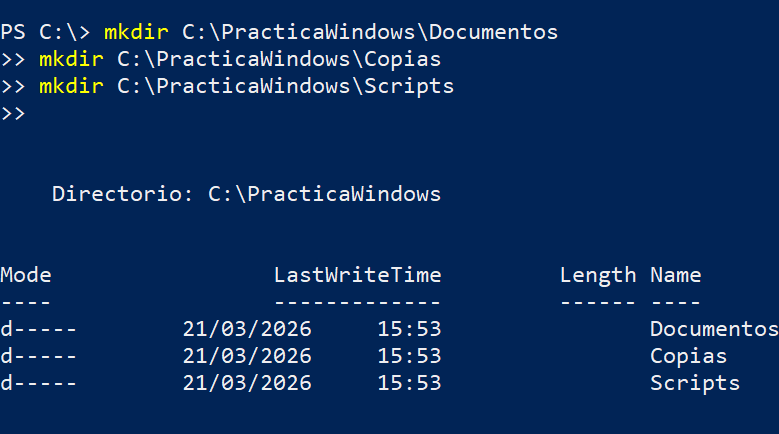 PS C:\> mkdir C:\PracticaWindows\Documentos
>> mkdir C:\PracticaWindows\Copias
>> mkdir C:\PracticaWindows\Scripts
>>
Directorio: C:\PracticaWindows
Mode LastWriteTime Length Name
---- ------------- ------ ----
d----- 21/03/2026 15:53 Documentos
d----- 21/03/2026 15:53 Copias
d----- 21/03/2026 15:53 Scripts